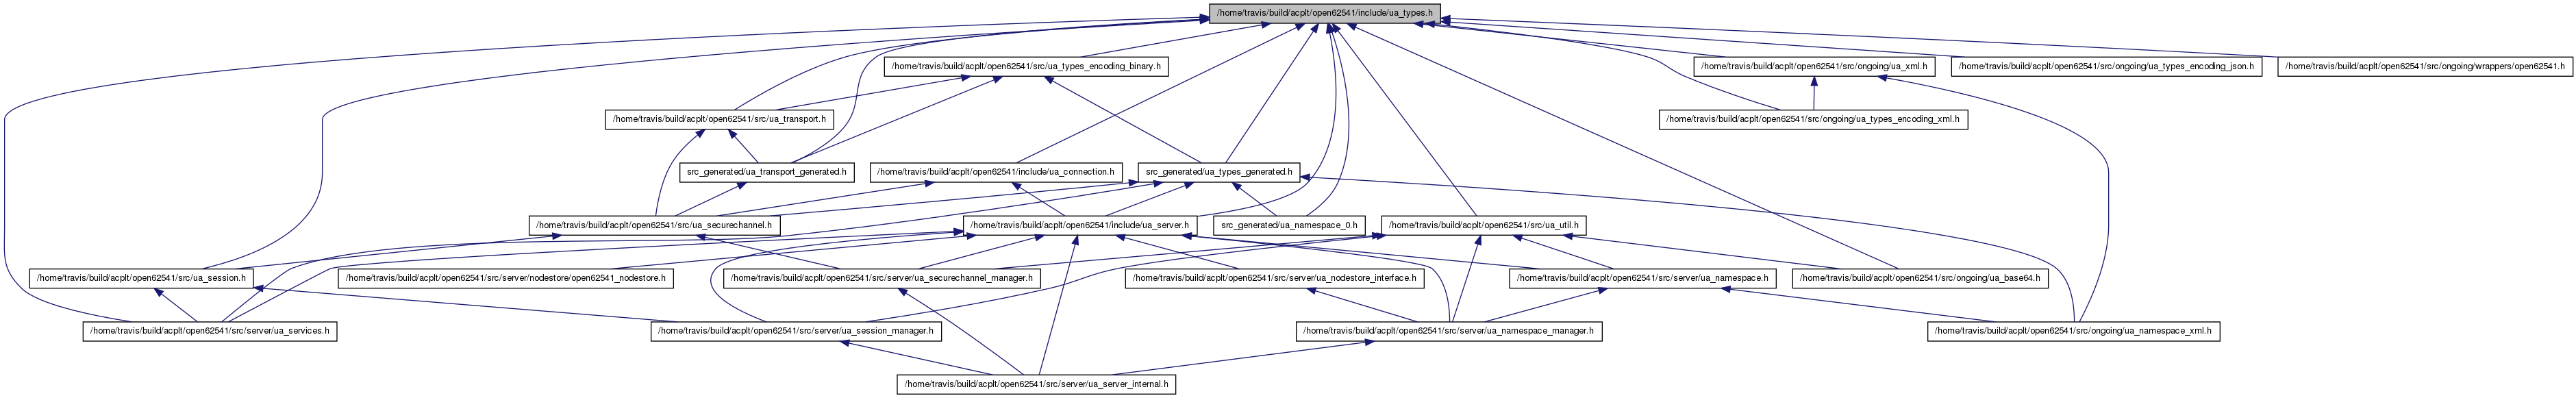 /home/travis/build/acplt/open62541/include/ua_types.h
/home/travis/build/acplt/open62541/src/ua_types_encoding_binary.h
/home/travis/build/acplt/open62541/src/ongoing/ua_xml.h
/home/travis/build/acplt/open62541/src/ongoing/ua_types_encoding_json.h
/home/travis/build/acplt/open62541/src/ongoing/wrappers/open62541.h
/home/travis/build/acplt/open62541/src/ua_transport.h
/home/travis/build/acplt/open62541/src/ongoing/ua_types_encoding_xml.h
src_generated/ua_transport_generated.h
/home/travis/build/acplt/open62541/include/ua_connection.h
src_generated/ua_types_generated.h
/home/travis/build/acplt/open62541/src/ua_securechannel.h
/home/travis/build/acplt/open62541/include/ua_server.h
src_generated/ua_namespace_0.h
/home/travis/build/acplt/open62541/src/ua_util.h
/home/travis/build/acplt/open62541/src/ua_session.h
/home/travis/build/acplt/open62541/src/server/nodestore/open62541_nodestore.h
/home/travis/build/acplt/open62541/src/server/ua_securechannel_manager.h
/home/travis/build/acplt/open62541/src/server/ua_nodestore_interface.h
/home/travis/build/acplt/open62541/src/server/ua_namespace.h
/home/travis/build/acplt/open62541/src/ongoing/ua_base64.h
/home/travis/build/acplt/open62541/src/server/ua_services.h
/home/travis/build/acplt/open62541/src/server/ua_session_manager.h
/home/travis/build/acplt/open62541/src/server/ua_namespace_manager.h
/home/travis/build/acplt/open62541/src/ongoing/ua_namespace_xml.h
/home/travis/build/acplt/open62541/src/server/ua_server_internal.h